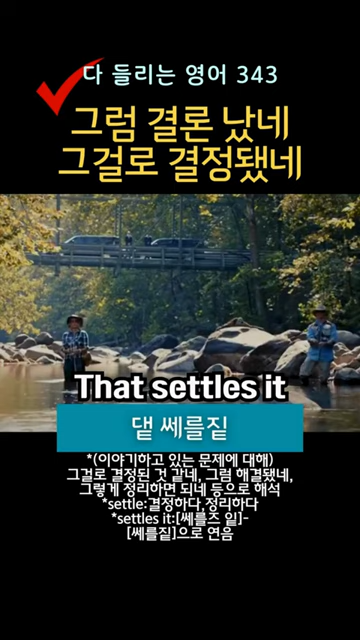 다 들리는 영어 343
그럼 결론 났네
그걸로 결정됐네
That settles it
댙 쎄를짙
*(이야기하고 있는 문제에 대해)
그걸로 결정된 것 같네, 그럼 해결됐네,
그렇게 정리하면 되네 등으로 해석
*settle:결정하다,정리하다
*settles it:[쎄를즈 잍]-
[쎄를짙]으로 연음